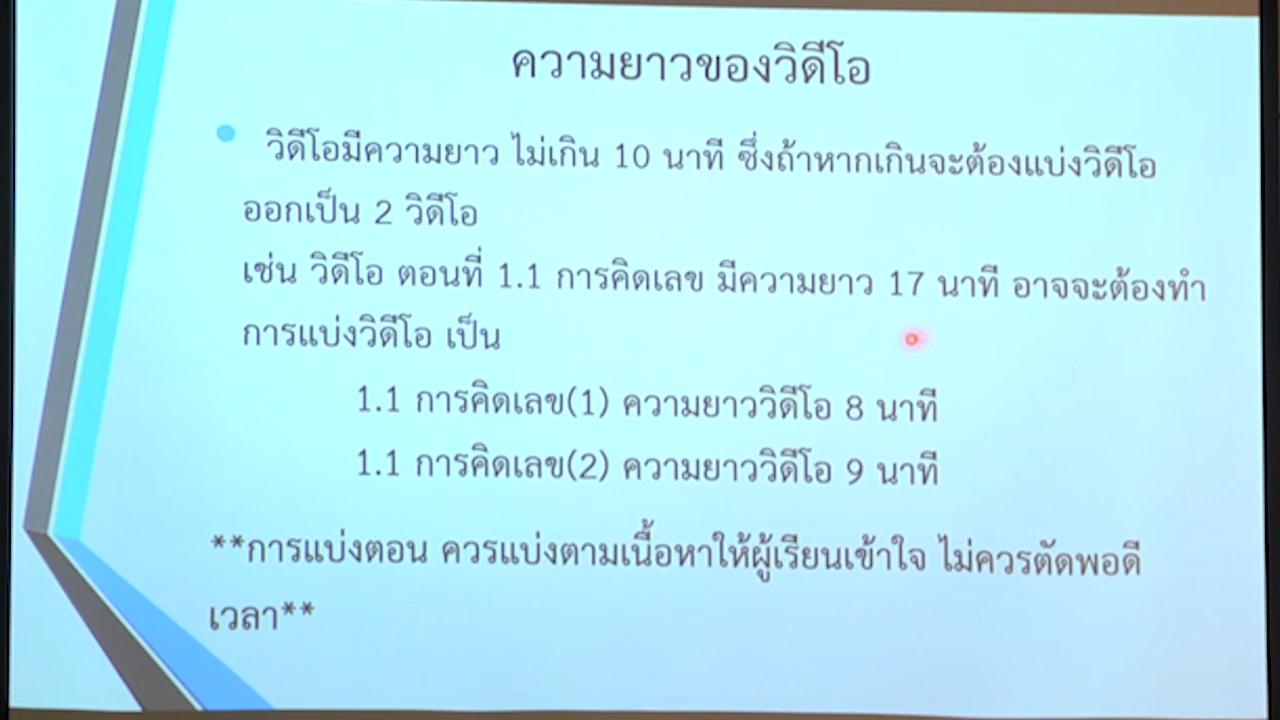 ความยาวของวิดีโอ
วิดีโอมีความยาว ไม่เกิน 10 นาที ซึ่งถ้าหากเกินจะต้องแบ่งวิดีโอ
ออกเป็น 2 วิดีโอ
เช่น วิดีโอ ตอนที่ 1.1 การคิดเลข มีความยาว 17 นาที อาจจะต้องทำ
การแบ่งวิดีโอ เป็น
1.1 การคิดเลข(1) ความยาววิดีโอ 8 นาที
1.1 การคิดเลข(2) ความยาววิดีโอ 9 นาที
**การแบ่งตอน ควรแบ่งตามเนื้อหาให้ผู้เรียนเข้าใจ ไม่ควรตัดพอดี
เวลา**